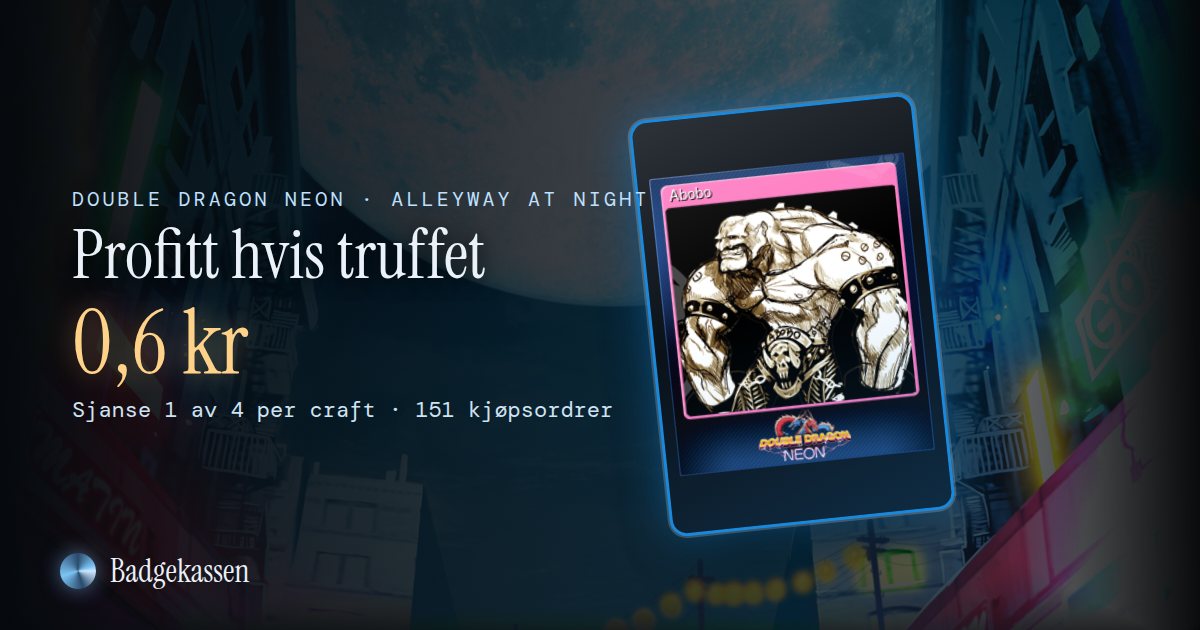 DOUBLE DRAGON NEON · ALLEYWAY AT NIGHT
Profitt hvis truffet
0,6 kr
Sjanse 1 av 4 per craft · 151 kjøpsordrer
Badgekassen
Abobo
DOUBLE DRAGON
NEON
GO